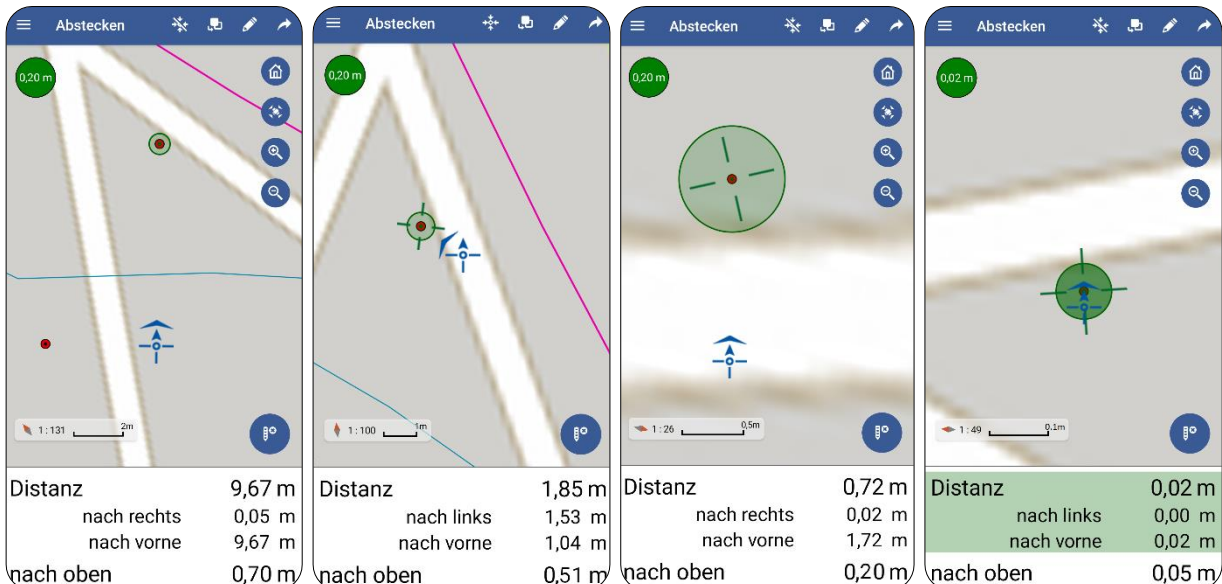 Abstecken
0,20 m
1 : 131 2m
Distanz 9,67 m
nach rechts 0,05 m
nach vorne 9,67 m
nach oben 0,70 m
Abstecken
0,20 m
1 : 100 1m
Distanz 1,85 m
nach links 1,53 m
nach vorne 1,04 m
nach oben 0,51 m
Abstecken
0,20 m
1 : 26 0,5m
Distanz 0,72 m
nach rechts 0,02 m
nach vorne 1,72 m
nach oben 0,20 m
Abstecken
0,02 m
1 : 49 0.1m
Distanz 0,02 m
nach links 0,00 m
nach vorne 0,02 m
nach oben 0,05 m